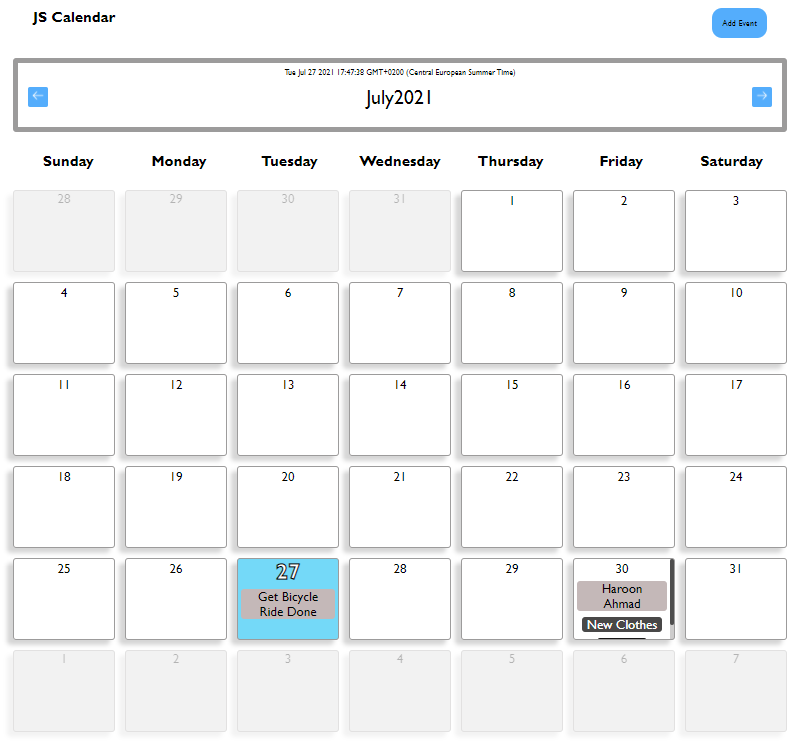 JS Calendar
Add Event
Tue Jul 27 2021 17:47:38 GMT+0200 (Central European Summer Time)
←
July2021
→
Sunday Monday Tuesday Wednesday Thursday Friday Saturday
28 29 30 31 1 2 3
4 5 6 7 8 9 10
11 12 13 14 15 16 17
18 19 20 21 22 23 24
25 26 27 28 29 30 31
Get Bicycle
Ride Done
Haroon
Ahmad
New Clothes
1 2 3 4 5 6 7